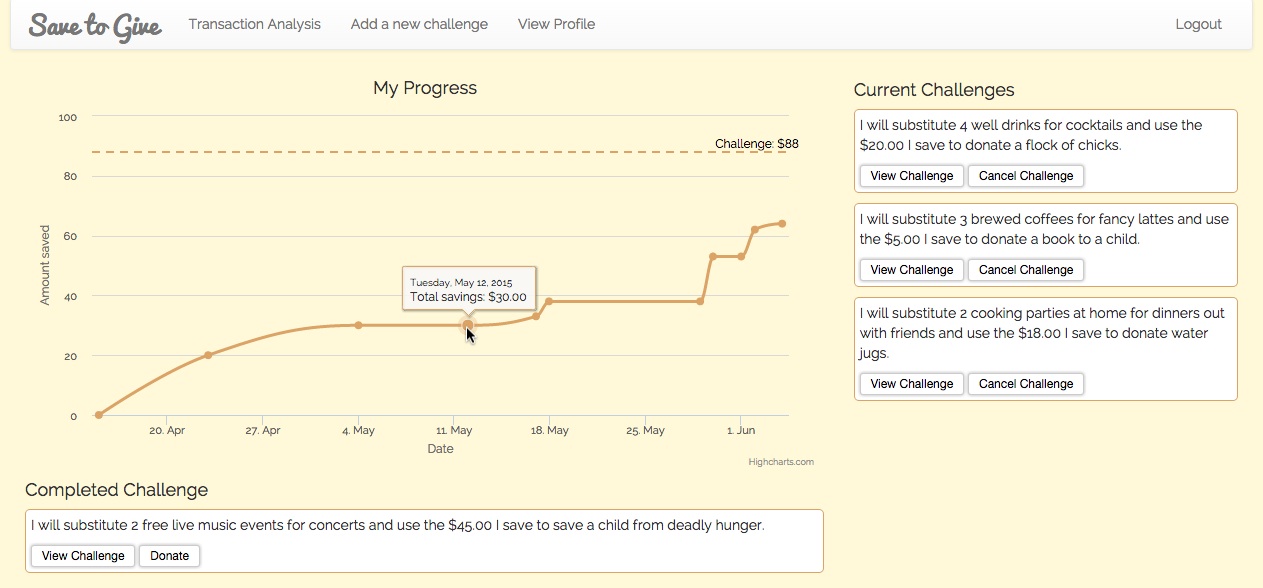 Save to Give Transaction Analysis Add a new challenge View Profile Logout
My Progress
100
80
60
40
20
0
Amount saved
Challenge: $88
Tuesday, May 12, 2015
Total savings: $30.00
20. Apr 27. Apr 4. May 11. May 18. May 25. May 1. Jun
Date
Highcharts.com
Current Challenges
I will substitute 4 well drinks for cocktails and use the
$20.00 I save to donate a flock of chicks.
View Challenge Cancel Challenge
I will substitute 3 brewed coffees for fancy lattes and use
the $5.00 I save to donate a book to a child.
View Challenge Cancel Challenge
I will substitute 2 cooking parties at home for dinners out
with friends and use the $18.00 I save to donate water
jugs.
View Challenge Cancel Challenge
Completed Challenge
I will substitute 2 free live music events for concerts and use the $45.00 I save to save a child from deadly hunger.
View Challenge Donate